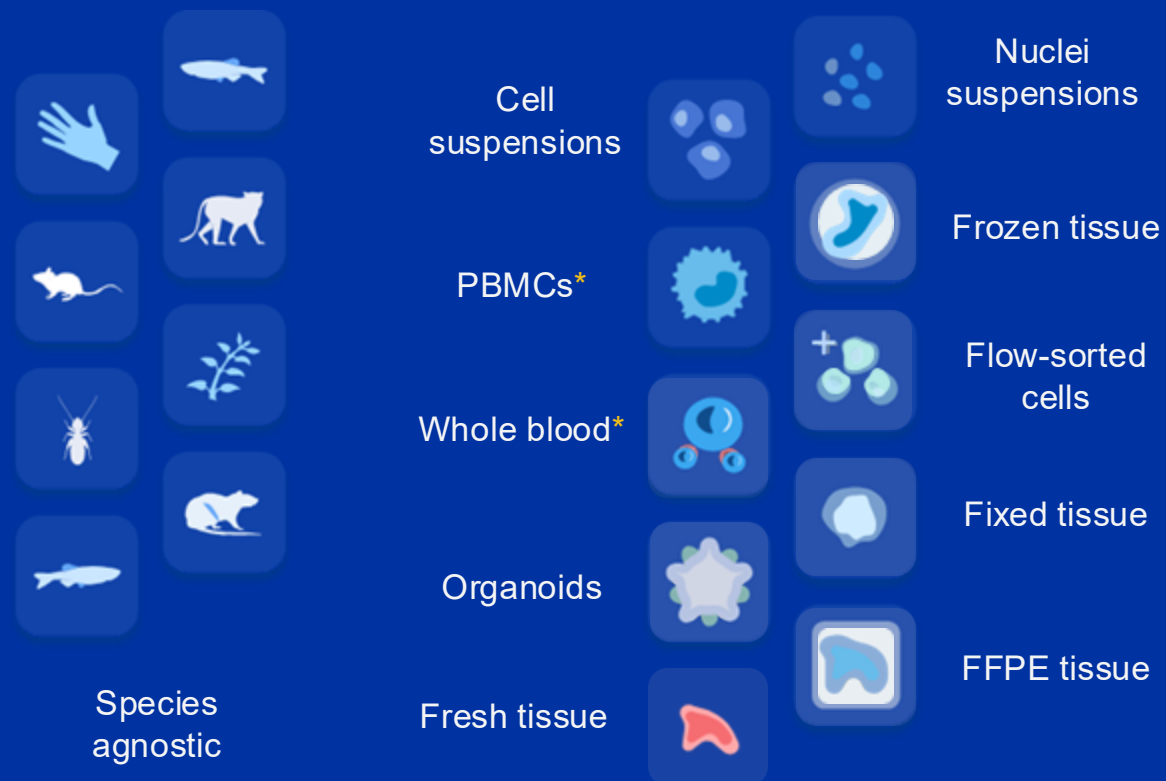 Species
agnostic
Cell
suspensions
PBMCs*
Whole blood*
Organoids
Fresh tissue
Nuclei
suspensions
Frozen tissue
Flow-sorted
cells
Fixed tissue
FFPE tissue